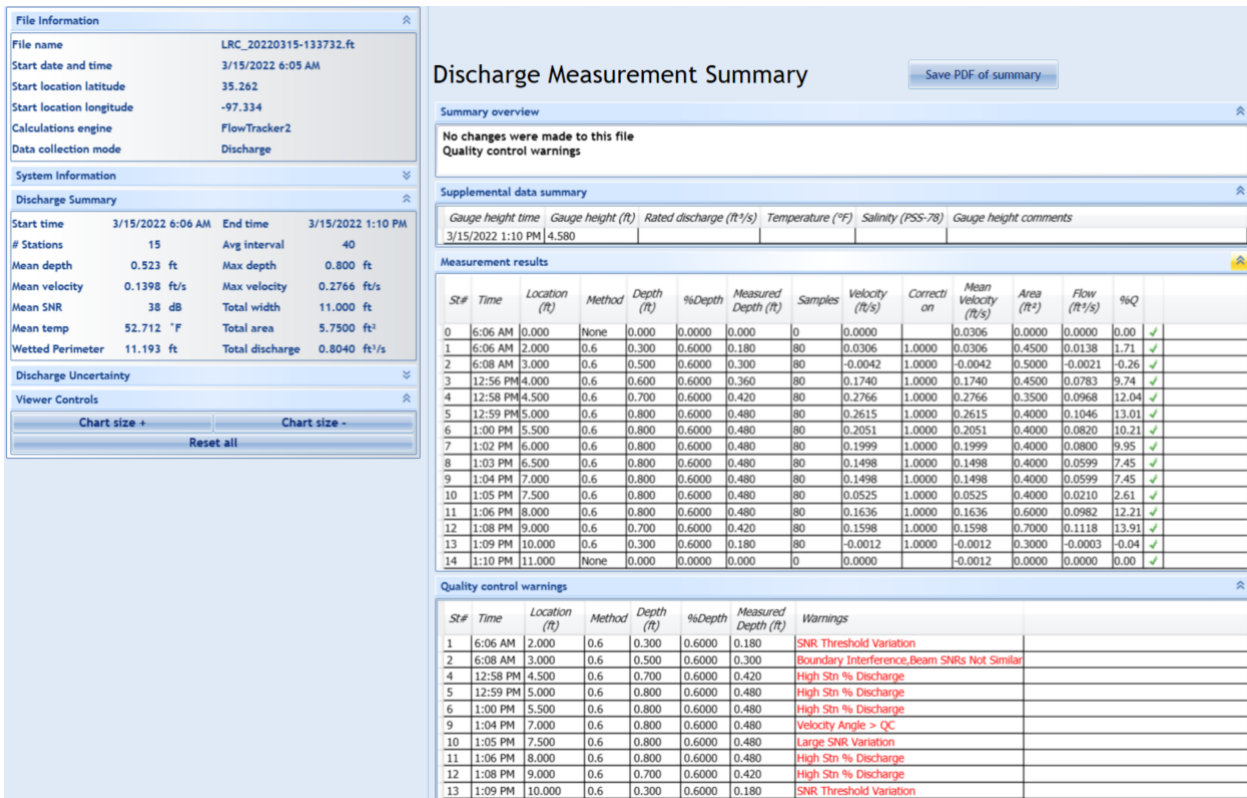 File Information
File name LRC_20220315-133732.ft
Start date and time 3/15/2022 6:05 AM
Start location latitude 35.262
Start location longitude -97.334
Calculations engine FlowTracker2
Data collection mode Discharge
System Information
Discharge Summary
Start time 3/15/2022 6:06 AM End time 3/15/2022 1:10 PM
# Stations 15 Avg interval 40
Mean depth 0.523 ft Max depth 0.800 ft
Mean velocity 0.1398 ft/s Max velocity 0.2766 ft/s
Mean SNR 38 dB Total width 11.000 ft
Mean temp 52.712 °F Total area 5.7500 ft²
Wetted Perimeter 11.193 ft Total discharge 0.8040 ft³/s
Discharge Uncertainty
Viewer Controls
Chart size + Chart size -
Reset all
Discharge Measurement Summary Save PDF of summary
Summary overview
No changes were made to this file
Quality control warnings
Supplemental data summary
Gauge height time Gauge height (ft) Rated discharge (ft³/s) Temperature (°F) Salinity (PSS-78) Gauge height comments
3/15/2022 1:10 PM 4.580
Measurement results
St# Time Location (ft) Method Depth (ft) %Depth Measured Depth (ft) Samples Velocity (ft/s) Correcti on Mean Velocity (ft/s) Area (ft²) Flow (ft³/s) %Q
0 6:06 AM 0.000 None 0.000 0.0000 0.000 0 0.0000 0.0306 0.0000 0.0000 0.00 ✓
1 6:06 AM 2.000 0.6 0.300 0.6000 0.180 80 0.0306 1.0000 0.0306 0.4500 0.0138 1.71 ✓
2 6:08 AM 3.000 0.6 0.500 0.6000 0.300 80 -0.0042 1.0000 -0.0042 0.5000 -0.0021 -0.26 ✓
3 12:56 PM 4.000 0.6 0.600 0.6000 0.360 80 0.1740 1.0000 0.1740 0.4500 0.0783 9.74 ✓
4 12:58 PM 4.500 0.6 0.700 0.6000 0.420 80 0.2766 1.0000 0.2766 0.3500 0.0968 12.04 ✓
5 12:59 PM 5.000 0.6 0.800 0.6000 0.480 80 0.2615 1.0000 0.2615 0.4000 0.1046 13.01 ✓
6 1:00 PM 5.500 0.6 0.800 0.6000 0.480 80 0.2051 1.0000 0.2051 0.4000 0.0820 10.21 ✓
7 1:02 PM 6.000 0.6 0.800 0.6000 0.480 80 0.1999 1.0000 0.1999 0.4000 0.0800 9.95 ✓
8 1:03 PM 6.500 0.6 0.800 0.6000 0.480 80 0.1498 1.0000 0.1498 0.4000 0.0599 7.45 ✓
9 1:04 PM 7.000 0.6 0.800 0.6000 0.480 80 0.1498 1.0000 0.1498 0.4000 0.0599 7.45 ✓
10 1:05 PM 7.500 0.6 0.800 0.6000 0.480 80 0.0525 1.0000 0.0525 0.4000 0.0210 2.61 ✓
11 1:06 PM 8.000 0.6 0.800 0.6000 0.480 80 0.1636 1.0000 0.1636 0.6000 0.0982 12.21 ✓
12 1:08 PM 9.000 0.6 0.700 0.6000 0.420 80 0.1598 1.0000 0.1598 0.7000 0.1118 13.91 ✓
13 1:09 PM 10.000 0.6 0.300 0.6000 0.180 80 -0.0012 1.0000 -0.0012 0.3000 -0.0003 -0.04 ✓
14 1:10 PM 11.000 None 0.000 0.0000 0.000 0 0.0000 -0.0012 0.0000 0.0000 0.00 ✓
Quality control warnings
St# Time Location (ft) Method Depth (ft) %Depth Measured Depth (ft) Warnings
1 6:06 AM 2.000 0.6 0.300 0.6000 0.180 SNR Threshold Variation
2 6:08 AM 3.000 0.6 0.500 0.6000 0.300 Boundary Interference,Beam SNRs Not Similar
4 12:58 PM 4.500 0.6 0.700 0.6000 0.420 High Stn % Discharge
5 12:59 PM 5.000 0.6 0.800 0.6000 0.480 High Stn % Discharge
6 1:00 PM 5.500 0.6 0.800 0.6000 0.480 High Stn % Discharge
9 1:04 PM 7.000 0.6 0.800 0.6000 0.480 Velocity Angle > QC
10 1:05 PM 7.500 0.6 0.800 0.6000 0.480 Large SNR Variation
11 1:06 PM 8.000 0.6 0.800 0.6000 0.480 High Stn % Discharge
12 1:08 PM 9.000 0.6 0.700 0.6000 0.420 High Stn % Discharge
13 1:09 PM 10.000 0.6 0.300 0.6000 0.180 SNR Threshold Variation